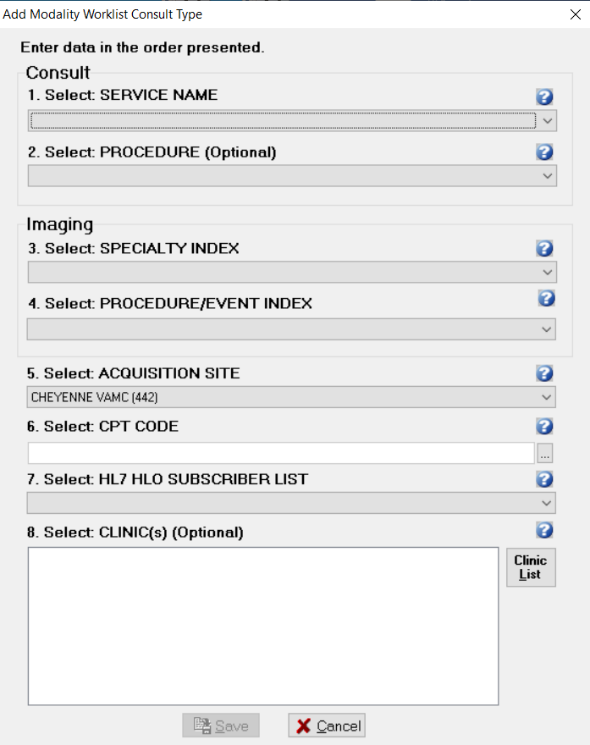 Add Modality Worklist Consult Type
Enter data in the order presented.
Consult
1. Select: SERVICE NAME
2. Select: PROCEDURE (Optional)
Imaging
3. Select: SPECIALTY INDEX
4. Select: PROCEDURE/EVENT INDEX
5. Select: ACQUISITION SITE
CHEYENNE VAMC (442)
6. Select: CPT CODE
...
7. Select: HL7 HLO SUBSCRIBER LIST
8. Select: CLINIC(s) (Optional)
Clinic
List
Save
Cancel